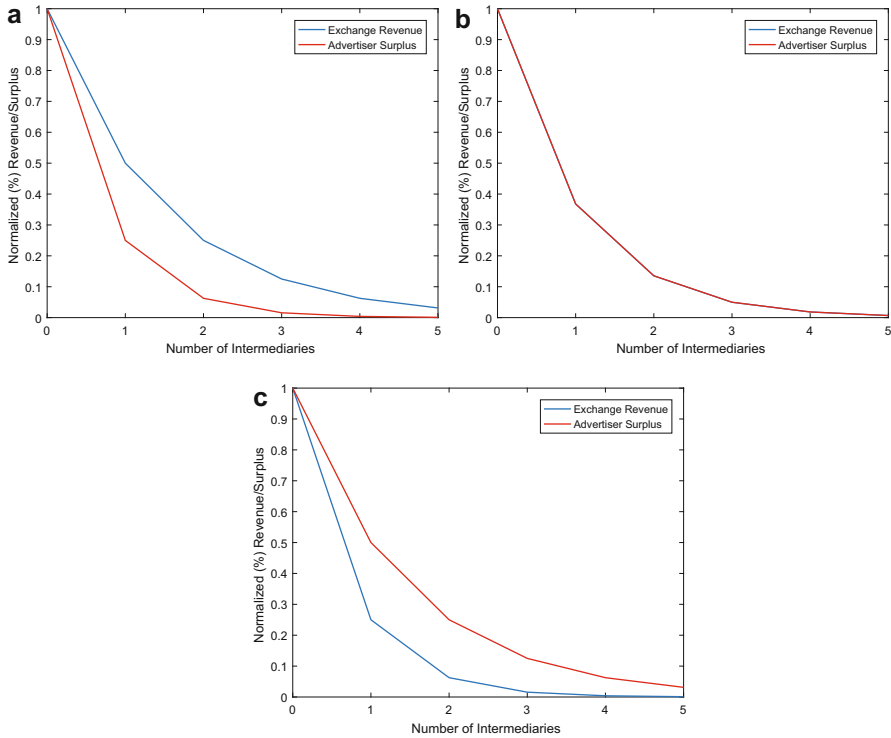 a
Normalized (%) Revenue/Surplus
1
0.9
0.8
0.7
0.6
0.5
0.4
0.3
0.2
0.1
0
Exchange Revenue
Advertiser Surplus
0 1 2 3 4 5
Number of Intermediaries
b
Normalized (%) Revenue/Surplus
1
0.9
0.8
0.7
0.6
0.5
0.4
0.3
0.2
0.1
0
Exchange Revenue
Advertiser Surplus
0 1 2 3 4 5
Number of Intermediaries
c
Normalized (%) Revenue/Surplus
1
0.9
0.8
0.7
0.6
0.5
0.4
0.3
0.2
0.1
0
Exchange Revenue
Advertiser Surplus
0 1 2 3 4 5
Number of Intermediaries